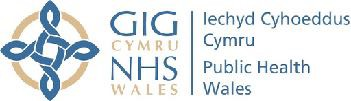 GIG
CYMRU
NHS
WALES
Iechyd Cyhoeddus
Cymru
Public Health
Wales